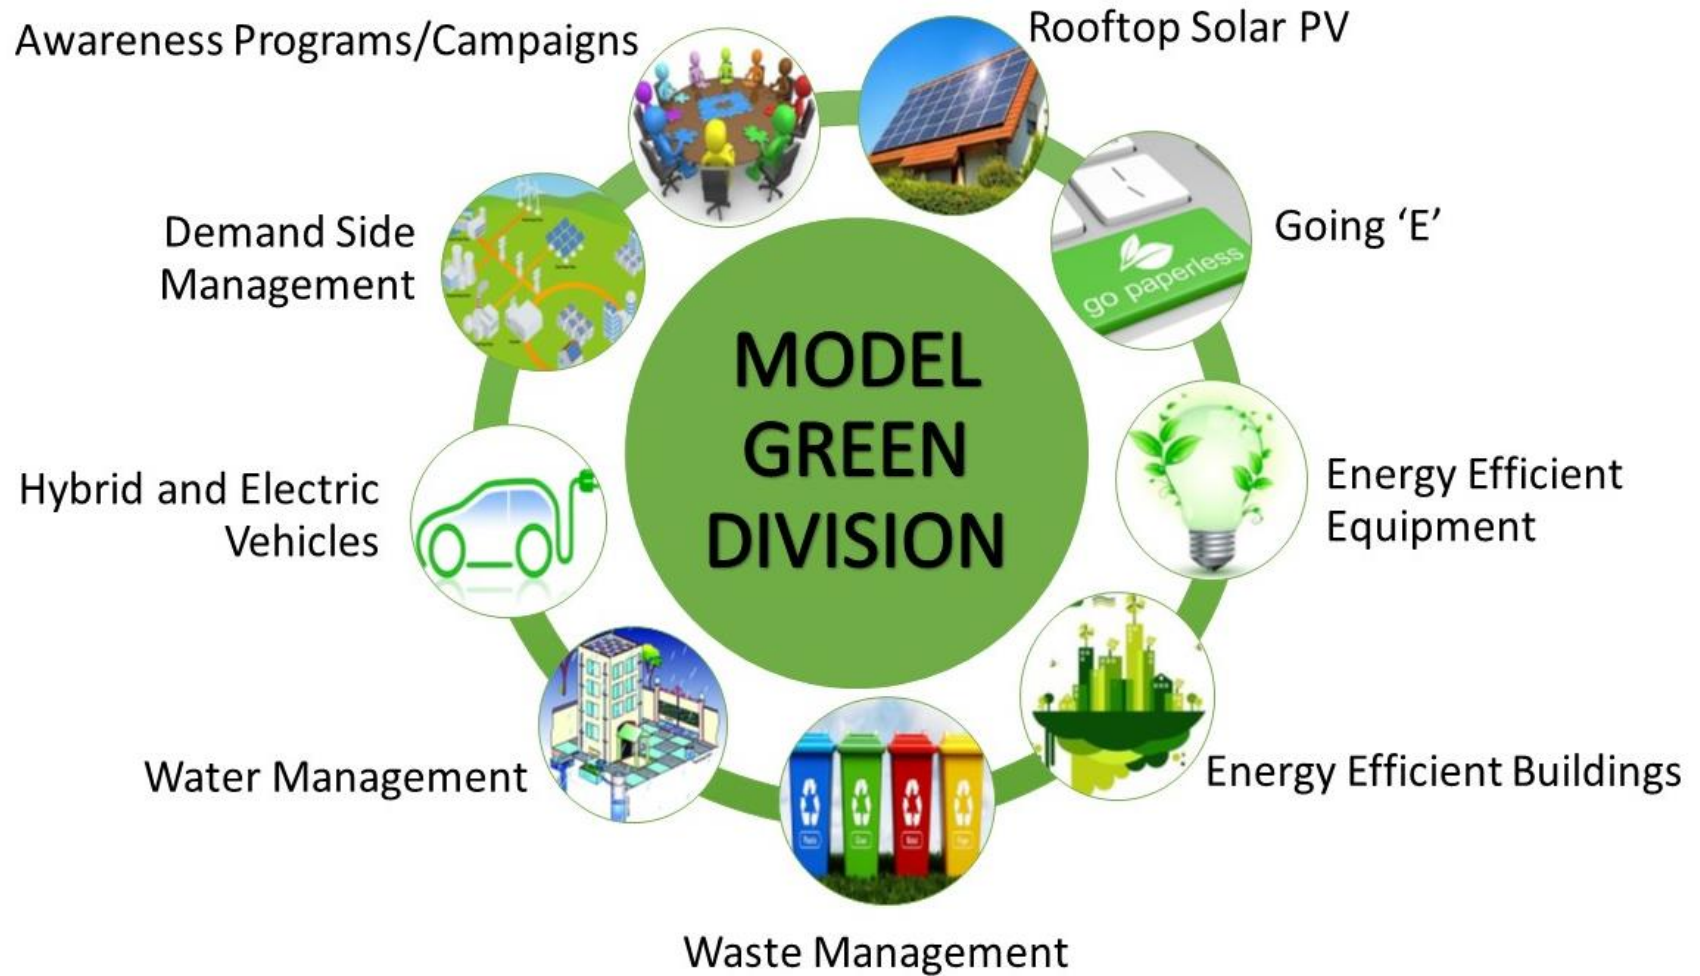 Awareness Programs/Campaigns
Rooftop Solar PV
Going ‘E’
go paperless
Demand Side
Management
MODEL
GREEN
DIVISION
Hybrid and Electric
Vehicles
Energy Efficient
Equipment
Water Management
Energy Efficient Buildings
Waste Management